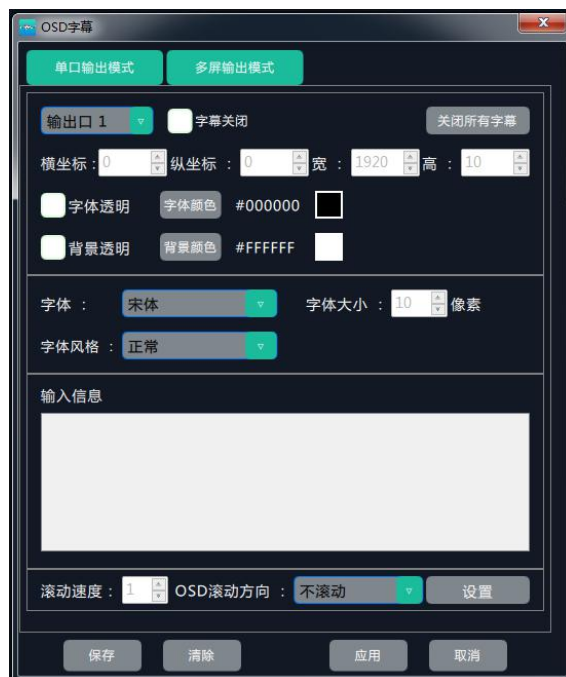 OSD字幕
单口输出模式 多屏输出模式
输出口 1 字幕关闭 关闭所有字幕
横坐标 : 0 纵坐标 : 0 宽 : 1920 高 : 10
字体透明 字体颜色 #000000
背景透明 背景颜色 #FFFFFF
字体 : 宋体 字体大小 : 10 像素
字体风格 : 正常
输入信息
滚动速度 : 1 OSD滚动方向 : 不滚动 设置
保存 清除 应用 取消